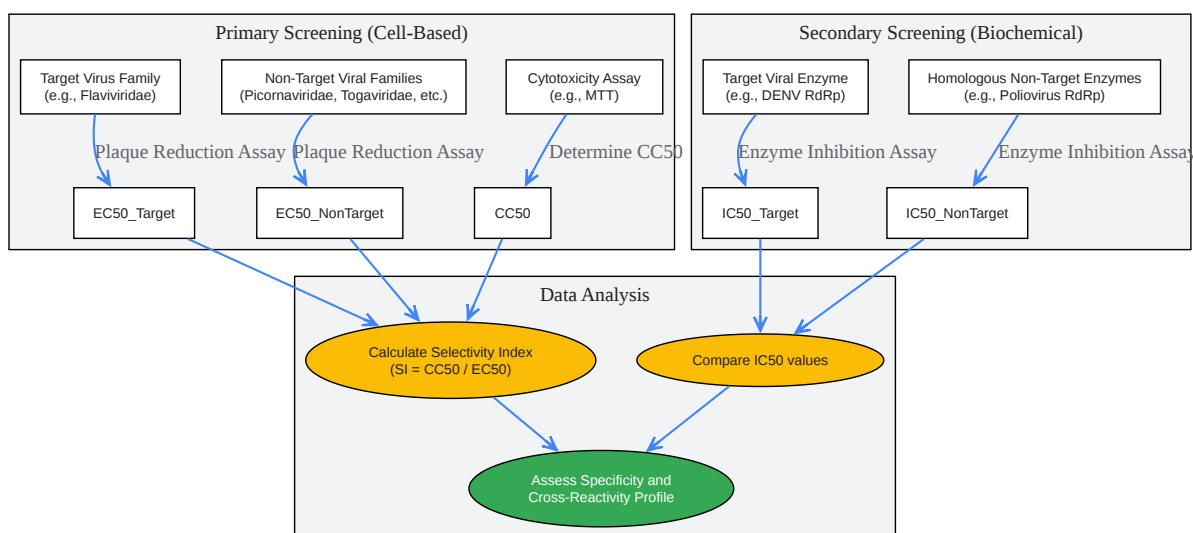 Primary Screening (Cell-Based)
Secondary Screening (Biochemical)
Target Virus Family
(e.g., Flaviviridae)
Non-Target Viral Families
(Picornaviridae, Togaviridae, etc.)
Cytotoxicity Assay
(e.g., MTT)
Target Viral Enzyme
(e.g., DENV RdRp)
Homologous Non-Target Enzymes
(e.g., Poliovirus RdRp)
Plaque Reduction Assay
Plaque Reduction Assay
Determine CC50
Enzyme Inhibition Assay
Enzyme Inhibition Assay
EC50_Target
EC50_NonTarget
CC50
IC50_Target
IC50_NonTarget
Data Analysis
Calculate Selectivity Index
(SI = CC50 / EC50)
Compare IC50 values
Assess Specificity and
Cross-Reactivity Profile